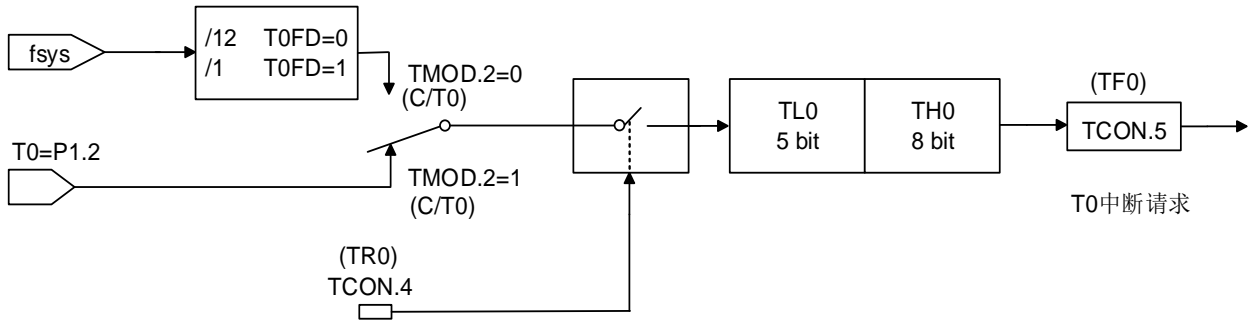 fsys
/12 T0FD=0
/1 T0FD=1
TMOD.2=0
(C/T0)
T0=P1.2
TMOD.2=1
(C/T0)
(TR0)
TCON.4
TL0
5 bit
TH0
8 bit
(TF0)
TCON.5
T0中断请求